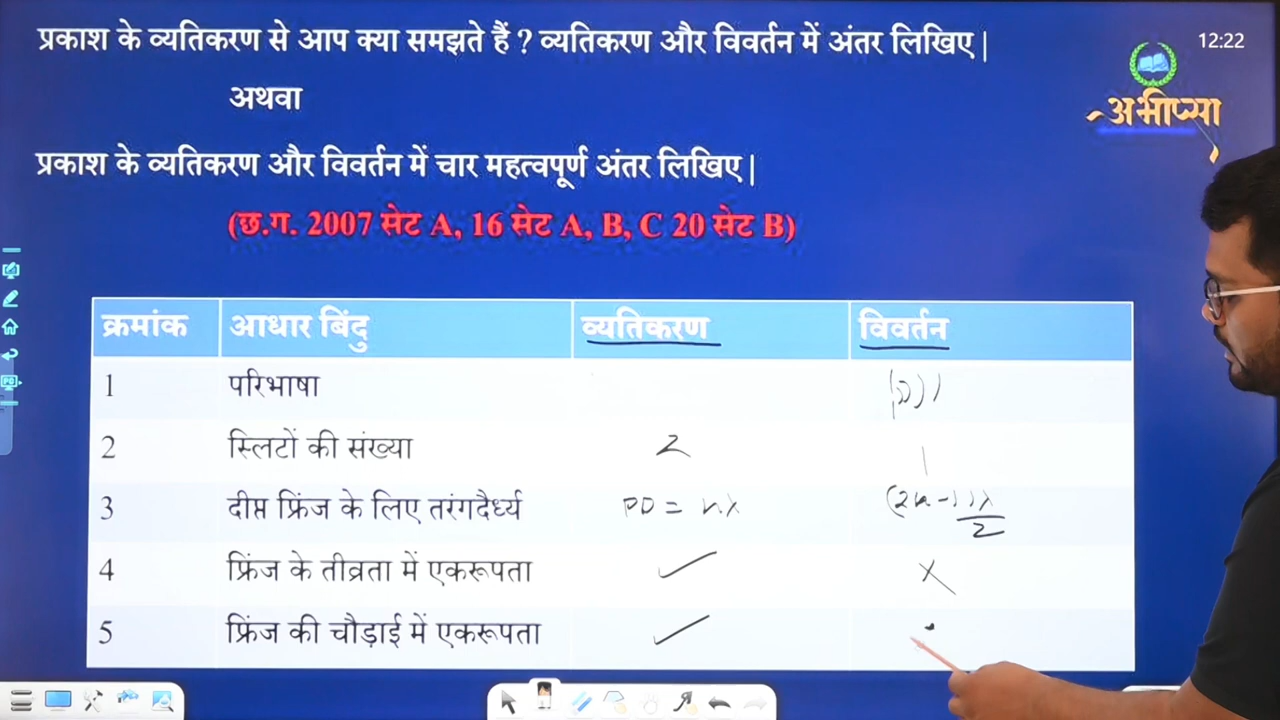 प्रकाश के व्यतिकरण से आप क्या समझते हैं ? व्यतिकरण और विवर्तन में अंतर लिखिए |
12:22
अथवा
अभीप्सा
प्रकाश के व्यतिकरण और विवर्तन में चार महत्वपूर्ण अंतर लिखिए |
(छ.ग. 2007 सेट A, 16 सेट A, B, C 20 सेट B)
क्रमांक आधार बिंदु व्यतिकरण विवर्तन
1 परिभाषा
2 स्लिटों की संख्या 2 1
3 दीप्त फ्रिंज के लिए तरंगदैर्ध्य PD = nλ (2n-1)λ/2
4 फ्रिंज के तीव्रता में एकरूपता ✓ ×
5 फ्रिंज की चौड़ाई में एकरूपता ✓